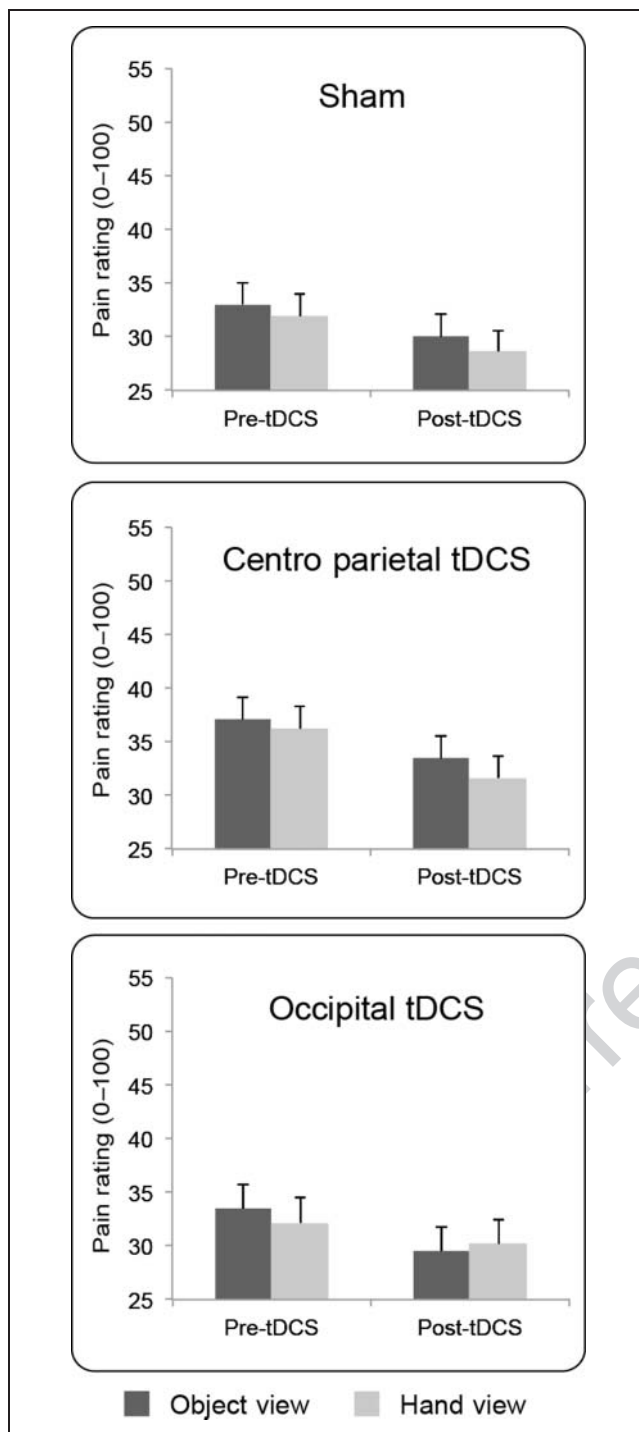 Sham
Pain rating (0–100)
55
50
45
40
35
30
25
Pre-tDCS Post-tDCS
Centro parietal tDCS
Pain rating (0–100)
55
50
45
40
35
30
25
Pre-tDCS Post-tDCS
Occipital tDCS
Pain rating (0–100)
55
50
45
40
35
30
25
Pre-tDCS Post-tDCS
Object view Hand view